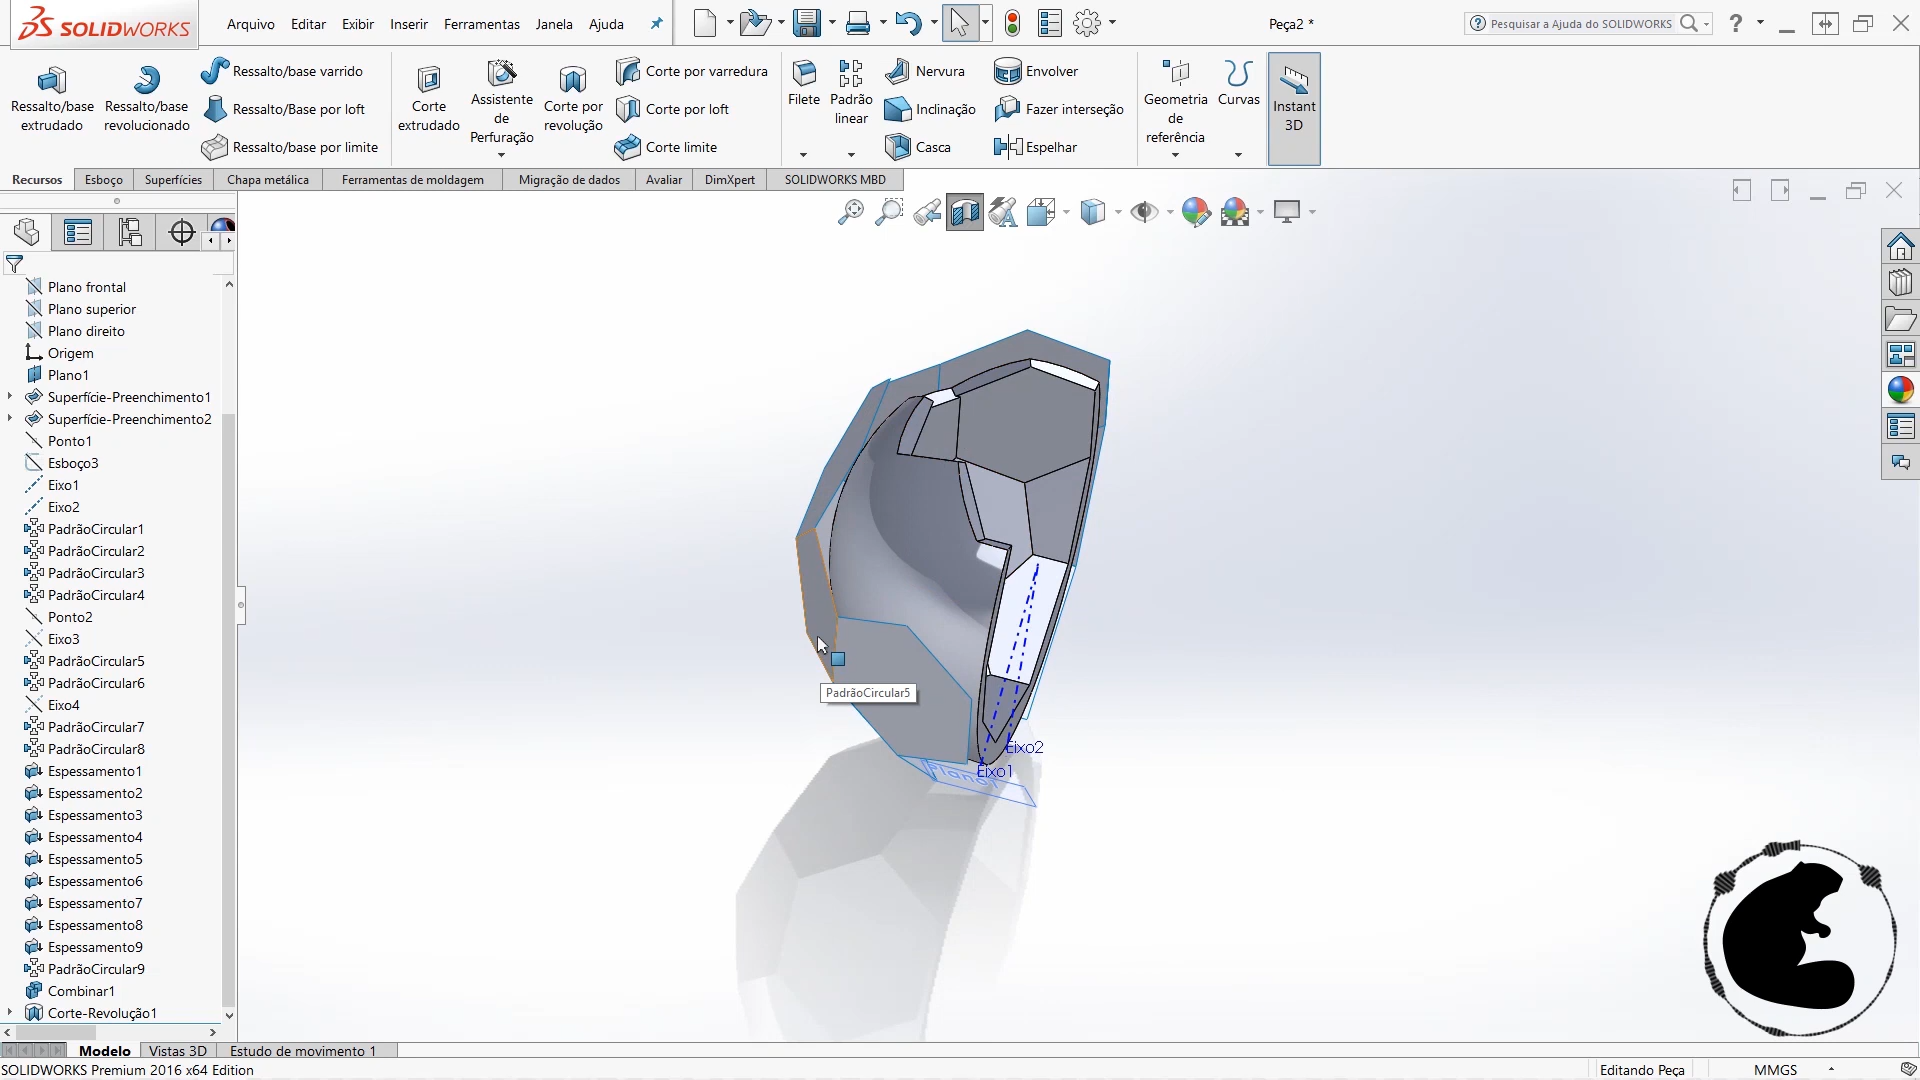 SOLIDWORKS
Arquivo Editar Exibir Inserir Ferramentas Janela Ajuda
Peça2 *
Pesquisar a Ajuda do SOLIDWORKS
?
Ressalto/base extrudado
Ressalto/base revolucionado
Ressalto/base varrido
Ressalto/Base por loft
Ressalto/base por limite
Corte extrudado
Assistente de Perfuração
Corte por revolução
Corte por varredura
Corte por loft
Corte limite
Filete
Padrão linear
Nervura
Inclinação
Casca
Envolver
Fazer interseção
Espelhar
Geometria de referência
Curvas
Instant 3D
Recursos Esboço Superfícies Chapa metálica Ferramentas de moldagem Migração de dados Avaliar DimXpert SOLIDWORKS MBD
Plano frontal
Plano superior
Plano direito
Origem
Plano1
Superfície-Preenchimento1
Superfície-Preenchimento2
Ponto1
Esboço3
Eixo1
Eixo2
PadrãoCircular1
PadrãoCircular2
PadrãoCircular3
PadrãoCircular4
Ponto2
Eixo3
PadrãoCircular5
PadrãoCircular6
Eixo4
PadrãoCircular7
PadrãoCircular8
Espessamento1
Espessamento2
Espessamento3
Espessamento4
Espessamento5
Espessamento6
Espessamento7
Espessamento8
Espessamento9
PadrãoCircular9
Combinar1
Corte-Revolução1
PadrãoCircular5
Eixo2
Eixo1
Plano1
Modelo Vistas 3D Estudo de movimento 1
SOLIDWORKS Premium 2016 x64 Edition
Editando Peça
MMGS